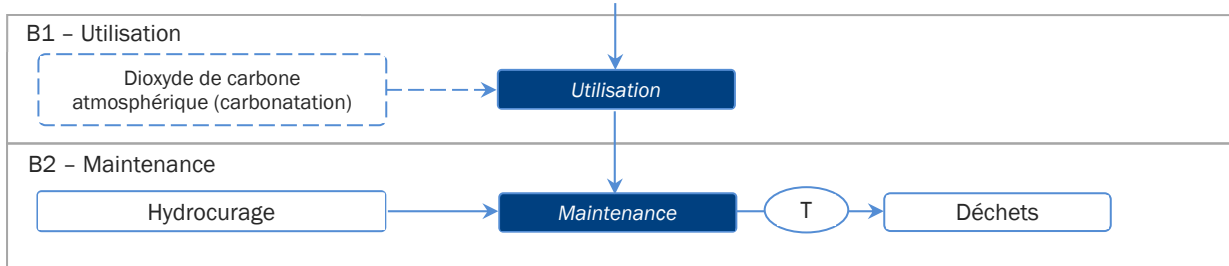 B1 – Utilisation
Dioxyde de carbone
atmosphérique (carbonatation)
Utilisation
B2 – Maintenance
Hydrocurage
Maintenance
T
Déchets